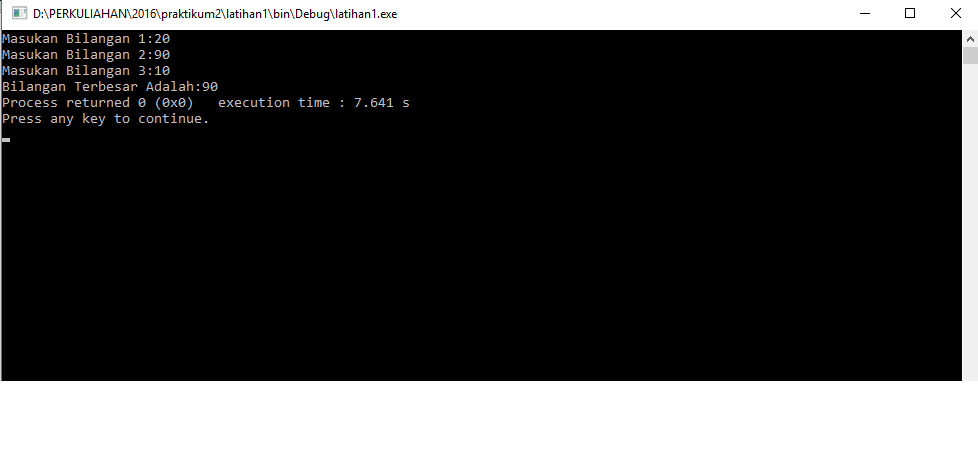 D:\PERKULIAHAN\2016\praktikum2\latihan1\bin\Debug\latihan1.exe
Masukan Bilangan 1:20
Masukan Bilangan 2:90
Masukan Bilangan 3:10
Bilangan Terbesar Adalah:90
Process returned 0 (0x0)   execution time : 7.641 s
Press any key to continue.